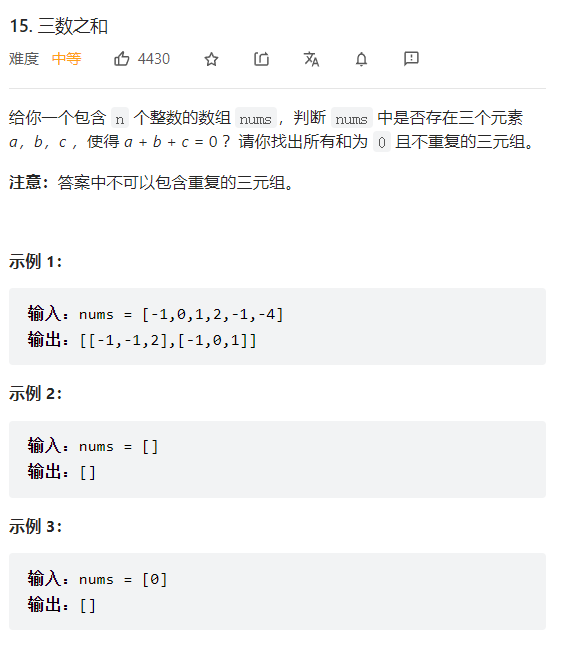 15. 三数之和
难度 中等 4430
给你一个包含 n 个整数的数组 nums，判断 nums 中是否存在三个元素
a，b，c ，使得 a + b + c = 0 ？请你找出所有和为 0 且不重复的三元组。
注意：答案中不可以包含重复的三元组。
示例 1：
输入：nums = [-1,0,1,2,-1,-4]
输出：[[-1,-1,2],[-1,0,1]]
示例 2：
输入：nums = []
输出：[]
示例 3：
输入：nums = [0]
输出：[]